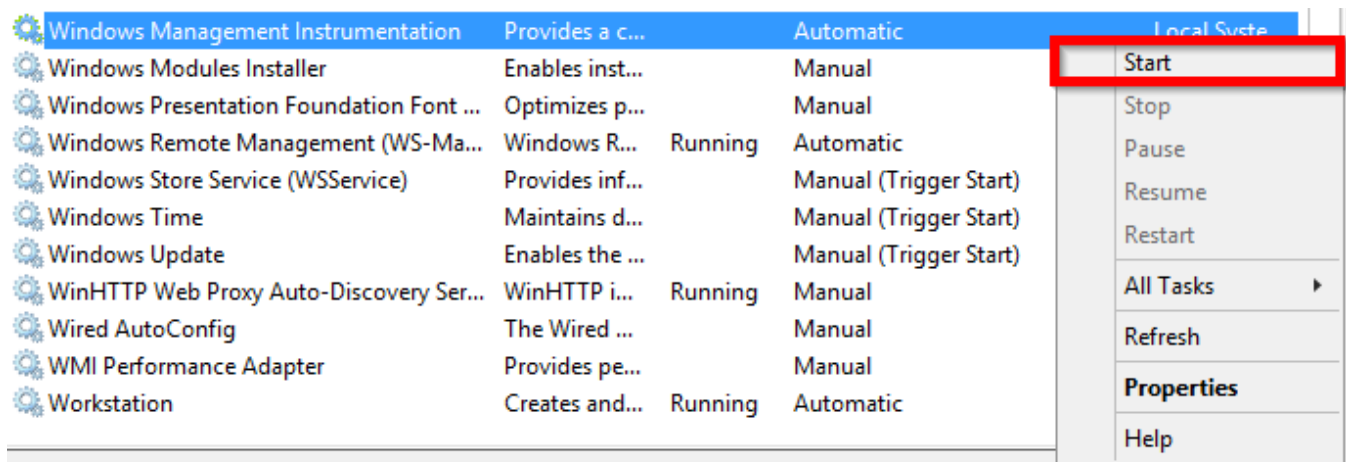 Windows Management Instrumentation Provides a c... Automatic Local Syste
Windows Modules Installer Enables inst... Manual
Windows Presentation Foundation Font ... Optimizes p... Manual
Windows Remote Management (WS-Ma... Windows R... Running Automatic
Windows Store Service (WSService) Provides inf... Manual (Trigger Start)
Windows Time Maintains d... Manual (Trigger Start)
Windows Update Enables the ... Manual (Trigger Start)
WinHTTP Web Proxy Auto-Discovery Ser... WinHTTP i... Running Manual
Wired AutoConfig The Wired ... Manual
WMI Performance Adapter Provides pe... Manual
Workstation Creates and... Running Automatic
Start
Stop
Pause
Resume
Restart
All Tasks
Refresh
Properties
Help